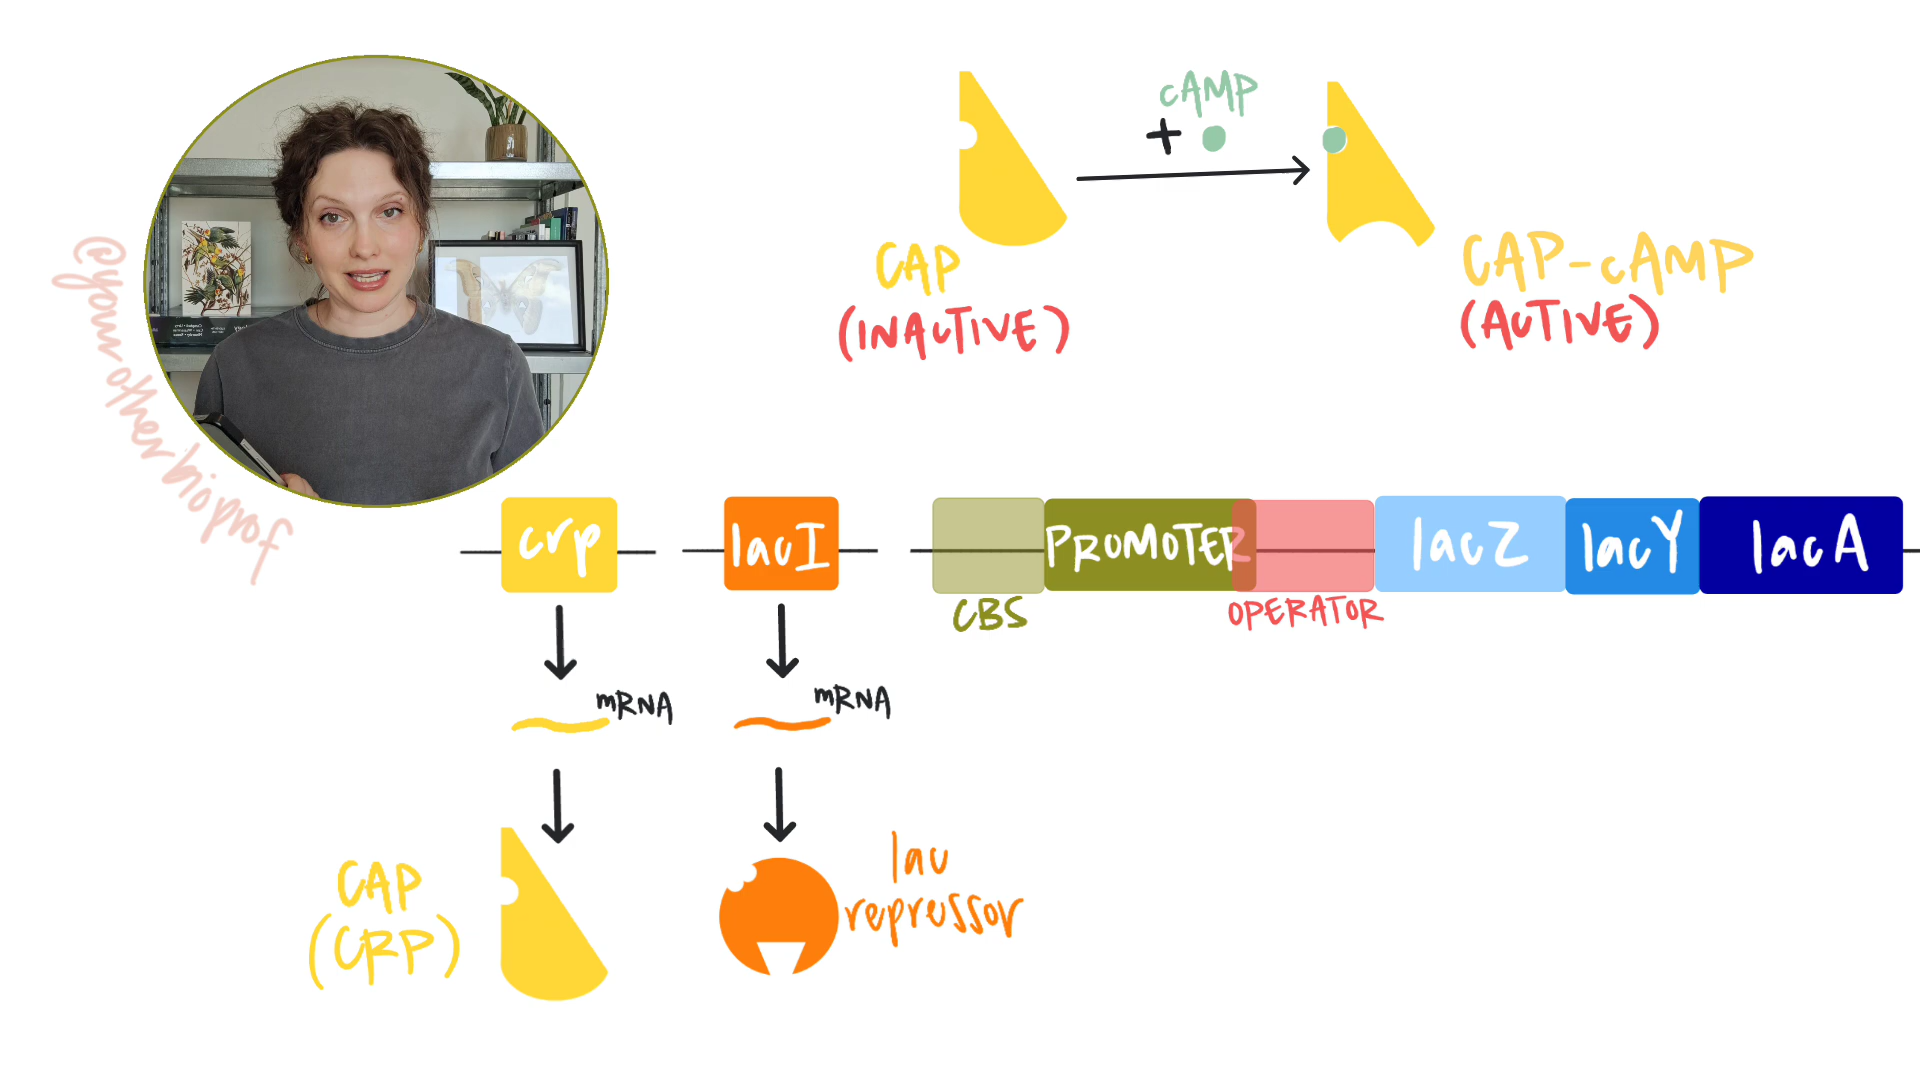 @yourotherbioprof
cAMP
+
CAP
(INACTIVE)
CAP-cAMP
(ACTIVE)
crp
lacI
PROMOTER
lacZ
lacY
lacA
CBS
OPERATOR
mRNA
mRNA
CAP
(CRP)
lac
repressor